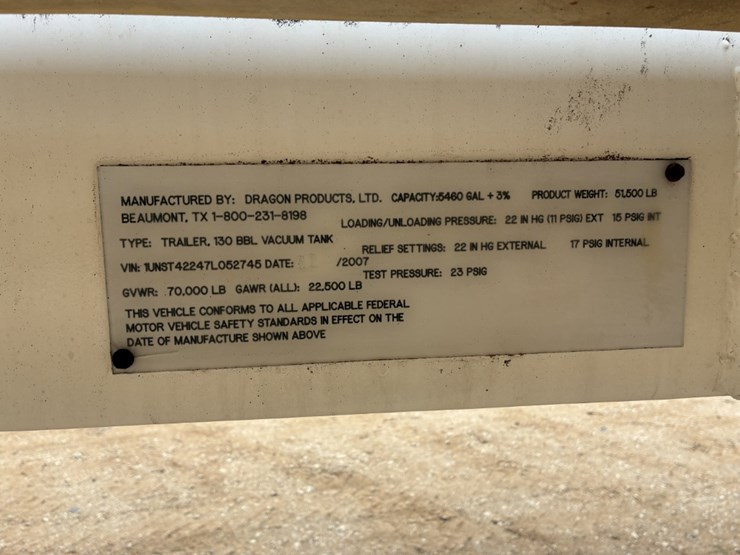 MANUFACTURED BY: DRAGON PRODUCTS, LTD. CAPACITY:5460 GAL + 3% PRODUCT WEIGHT: 51,500 LB
BEAUMONT, TX 1-800-231-8198
LOADING/UNLOADING PRESSURE: 22 IN HG (11 PSIG) EXT 15 PSIG INT
TYPE: TRAILER, 130 BBL VACUUM TANK
RELIEF SETTINGS: 22 IN HG EXTERNAL 17 PSIG INTERNAL
VIN: 1UNST42247L052745 DATE: /2007
TEST PRESSURE: 23 PSIG
GVWR: 70,000 LB GAWR (ALL): 22,500 LB
THIS VEHICLE CONFORMS TO ALL APPLICABLE FEDERAL
MOTOR VEHICLE SAFETY STANDARDS IN EFFECT ON THE
DATE OF MANUFACTURE SHOWN ABOVE